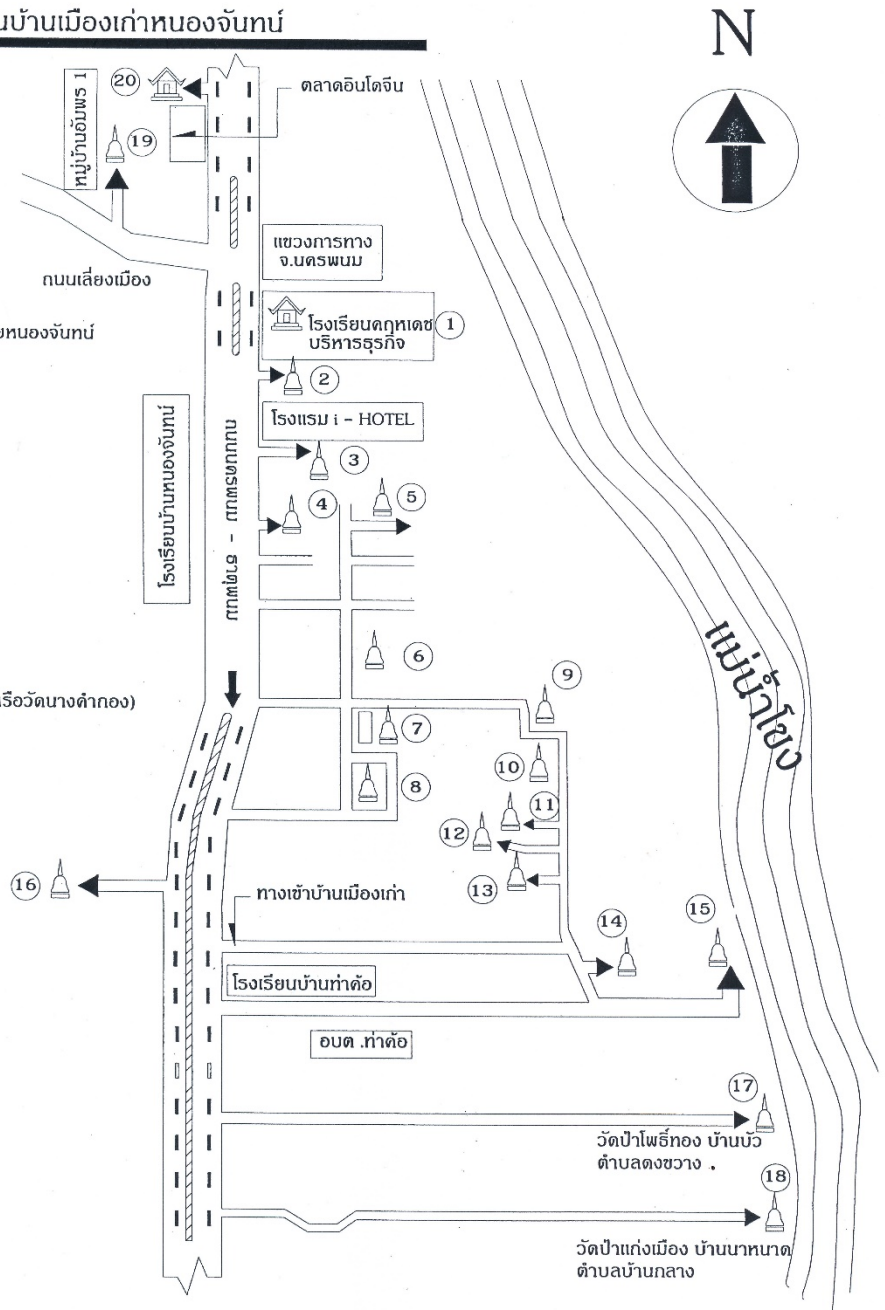 นบ้านเมืองเก่าหนองจันทน์
N
20
ตลาดอินโดจีน
หมู่บ้านอัมพร 1
19
แขวงการทาง
จ.นครพนม
ถนนเลี่ยงเมือง
โรงเรียนคฤหเดช
บริหารธุรกิจ
1
ยหนองจันทน์
2
โรงแรม i - HOTEL
3
โรงเรียนบ้านหนองจันทน์
ถนนนครพนม - ธาตุพนม
4
5
6
แม่น้ำโขง
9
รือวัดนางคำกอง)
7
10
8
11
12
13
16
ทางเข้าบ้านเมืองเก่า
14
15
โรงเรียนบ้านท่าค้อ
อบต .ท่าค้อ
17
วัดป่าโพธิ์ทอง บ้านบัว
ตำบลดงขวาง .
18
วัดป่าแก่งเมือง บ้านนาหนาด
ตำบลบ้านกลาง